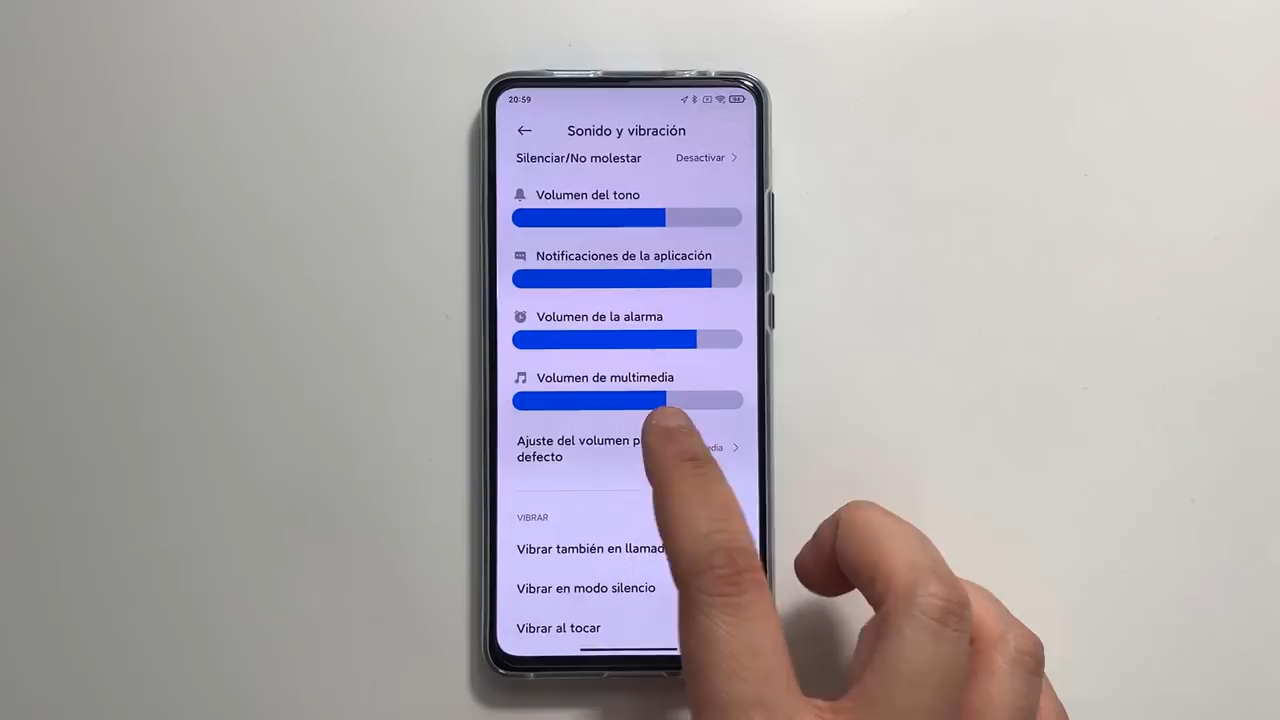 20:59
Sonido y vibración
Silenciar/No molestar Desactivar
Volumen del tono
Notificaciones de la aplicación
Volumen de la alarma
Volumen de multimedia
Ajuste del volumen
defecto
VIBRAR
Vibrar también en
Vibrar en modo silencio
Vibrar al tocar